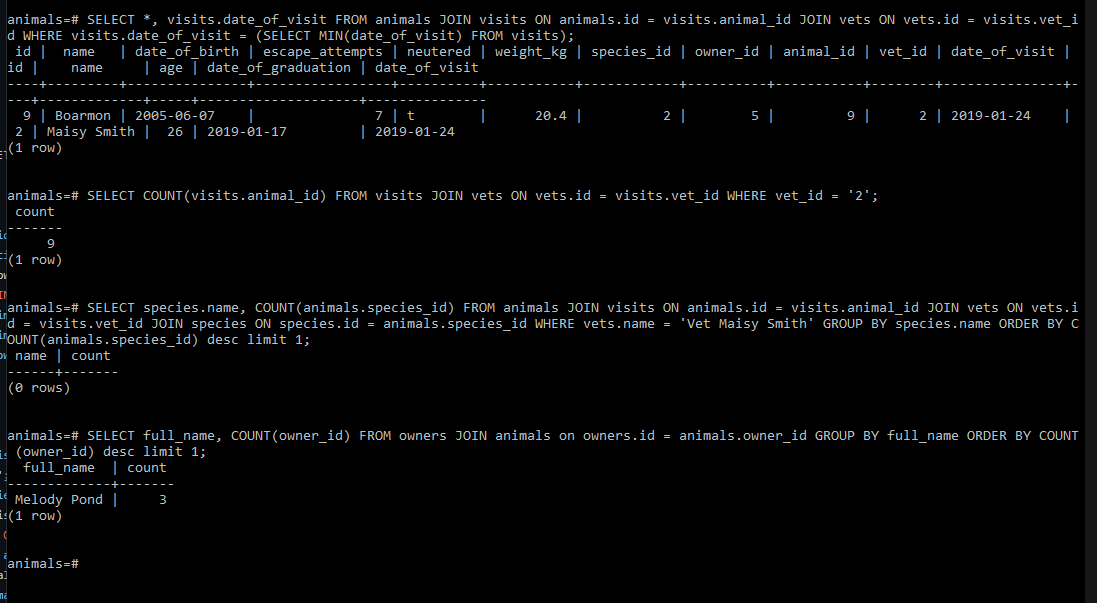 animals=# SELECT *, visits.date_of_visit FROM animals JOIN visits ON animals.id = visits.animal_id JOIN vets ON vets.id = visits.vet_i
d WHERE visits.date_of_visit = (SELECT MIN(date_of_visit) FROM visits);
 id |  name   | date_of_birth | escape_attempts | neutered | weight_kg | species_id | owner_id | animal_id | vet_id | date_of_visit |
id |    name     | age | date_of_graduation | date_of_visit
----+---------+---------------+-----------------+----------+-----------+------------+----------+-----------+--------+---------------+-
---+-------------+-----+--------------------+---------------
  9 | Boarmon | 2005-06-07    |               7 | t        |      20.4 |          2 |        5 |         9 |      2 | 2019-01-24    |
 2 | Maisy Smith |  26 | 2019-01-17         | 2019-01-24
(1 row)
animals=# SELECT COUNT(visits.animal_id) FROM visits JOIN vets ON vets.id = visits.vet_id WHERE vet_id = '2';
 count
-------
     9
(1 row)
animals=# SELECT species.name, COUNT(animals.species_id) FROM animals JOIN visits ON animals.id = visits.animal_id JOIN vets ON vets.i
d = visits.vet_id JOIN species ON species.id = animals.species_id WHERE vets.name = 'Vet Maisy Smith' GROUP BY species.name ORDER BY C
OUNT(animals.species_id) desc limit 1;
 name | count
------+-------
(0 rows)
animals=# SELECT full_name, COUNT(owner_id) FROM owners JOIN animals on owners.id = animals.owner_id GROUP BY full_name ORDER BY COUNT
(owner_id) desc limit 1;
  full_name  | count
-------------+-------
 Melody Pond |     3
(1 row)
animals=#